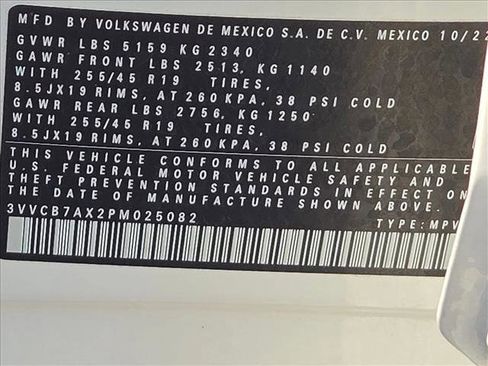 MFD BY VOLKSWAGEN DE MEXICO S.A. DE C.V. MEXICO 10/22
GVWR LBS 5159 KG 2340
GAWR FRONT LBS 2513, KG 1140
WITH 255/45 R19 TIRES,
8.5JX19 RIMS, AT 260 KPA, 38 PSI COLD
GAWR REAR LBS 2756, KG 1250
WITH 255/45 R19 TIRES,
8.5JX19 RIMS, AT 260 KPA, 38 PSI COLD
THIS VEHICLE CONFORMS TO ALL APPLICABLE
U.S. FEDERAL MOTOR VEHICLE SAFETY AND
THEFT PREVENTION STANDARDS IN EFFECT ON
THE DATE OF MANUFACTURE SHOWN ABOVE.
3VVCB7AX2PM025082 TYPE: MPV